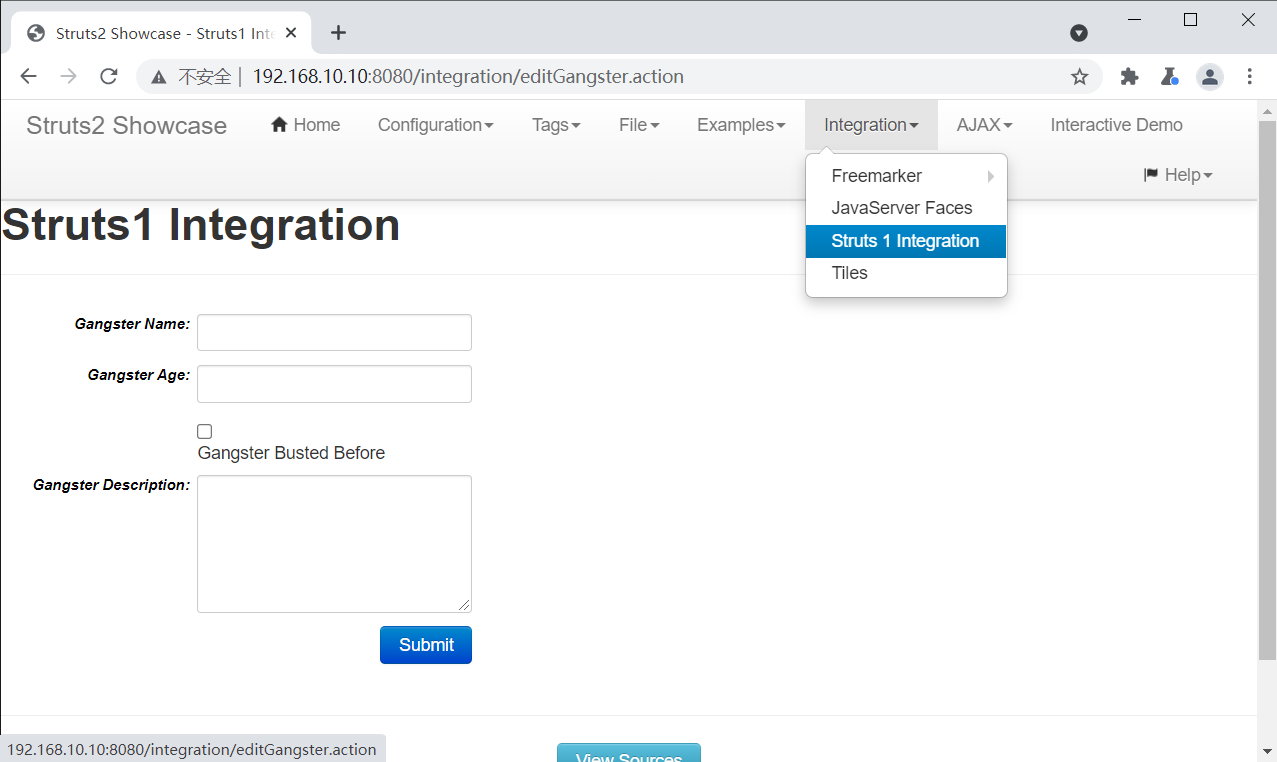 Struts2 Showcase - Struts1 Inte
不安全 | 192.168.10.10:8080/integration/editGangster.action
Struts2 Showcase Home Configuration Tags File Examples Integration AJAX Interactive Demo
Help
Freemarker
JavaServer Faces
Struts 1 Integration
Tiles
Struts1 Integration
Gangster Name:
Gangster Age:
Gangster Busted Before
Gangster Description:
Submit
View Sources
192.168.10.10:8080/integration/editGangster.action